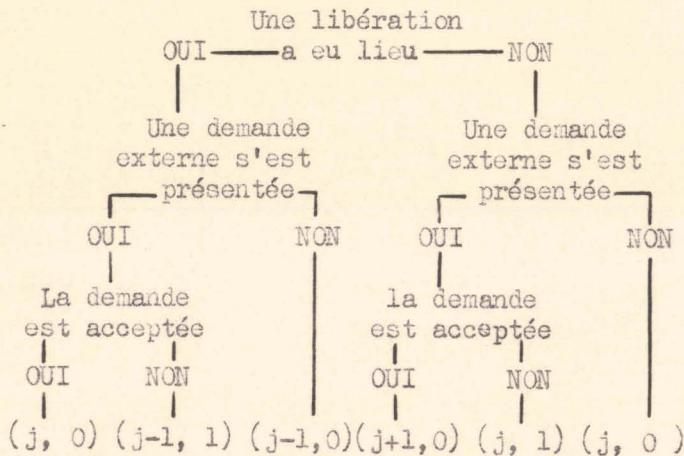 Une libération
OUI a eu lieu NON
Une demande Une demande
externe s'est externe s'est
présentée présentée
OUI NON OUI NON
La demande la demande
est acceptée est acceptée
OUI NON OUI NON
(j, 0) (j-1, 1) (j-1,0) (j+1,0) (j, 1) (j, 0 )